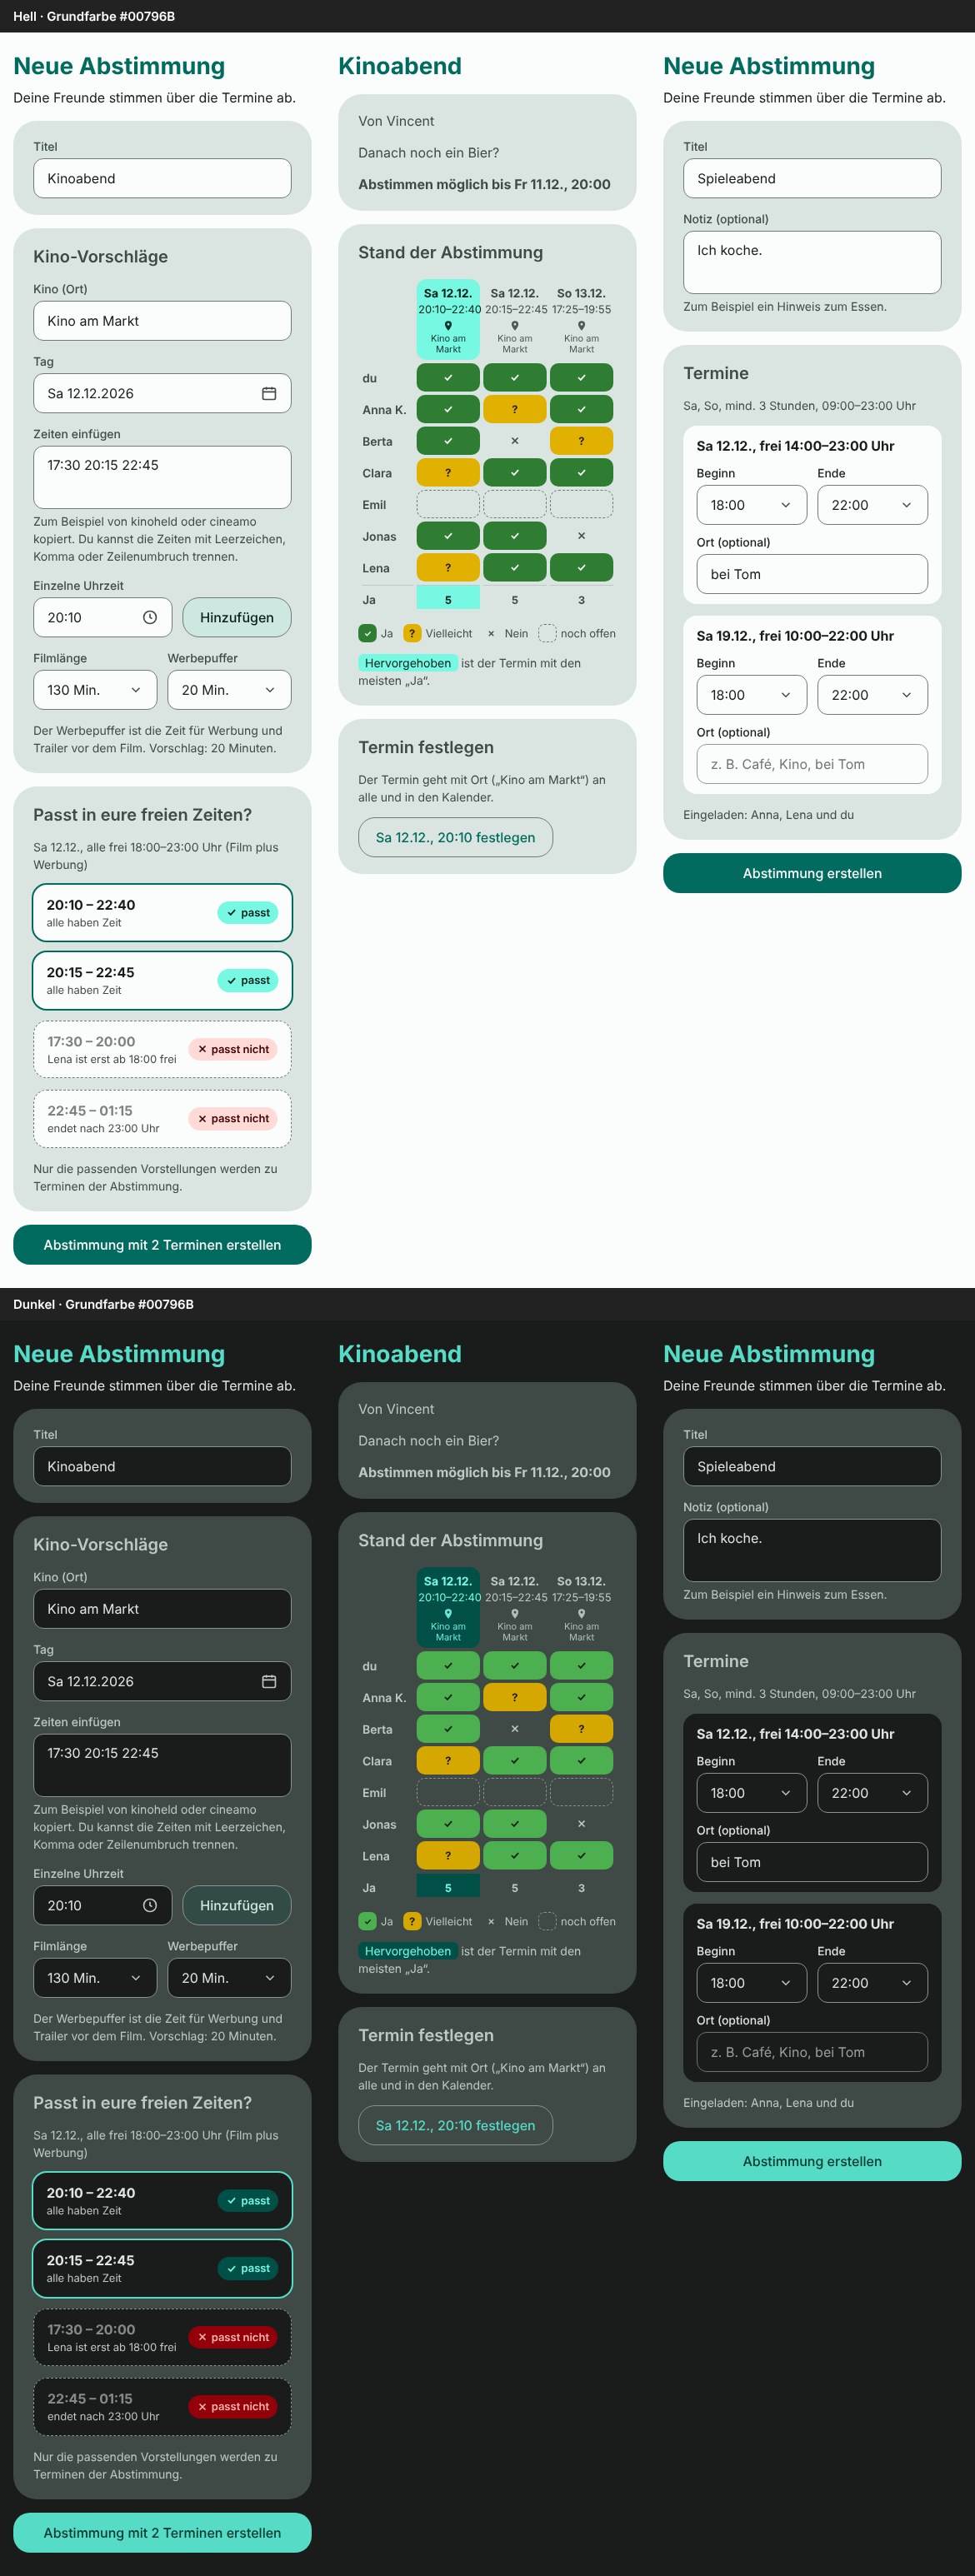 Hell · Grundfarbe #00796B
Neue Abstimmung
Deine Freunde stimmen über die Termine ab.
Titel
Kinoabend
Kino-Vorschläge
Kino (Ort)
Kino am Markt
Tag
Sa 12.12.2026
Zeiten einfügen
17:30 20:15 22:45
Zum Beispiel von kinoheld oder cineamo
kopiert. Du kannst die Zeiten mit Leerzeichen,
Komma oder Zeilenumbruch trennen.
Einzelne Uhrzeit
20:10 Hinzufügen
Filmlänge Werbepuffer
130 Min. 20 Min.
Der Werbepuffer ist die Zeit für Werbung und
Trailer vor dem Film. Vorschlag: 20 Minuten.
Passt in eure freien Zeiten?
Sa 12.12., alle frei 18:00–23:00 Uhr (Film plus
Werbung)
20:10 – 22:40
alle haben Zeit
✓ passt
20:15 – 22:45
alle haben Zeit
✓ passt
17:30 – 20:00
Lena ist erst ab 18:00 frei
✕ passt nicht
22:45 – 01:15
endet nach 23:00 Uhr
✕ passt nicht
Nur die passenden Vorstellungen werden zu
Terminen der Abstimmung.
Abstimmung mit 2 Terminen erstellen
Kinoabend
Von Vincent
Danach noch ein Bier?
Abstimmen möglich bis Fr 11.12., 20:00
Stand der Abstimmung
Sa 12.12. Sa 12.12. So 13.12.
20:10–22:40 20:15–22:45 17:25–19:55
Kino am Kino am Kino am
Markt Markt Markt
du ✓ ✓ ✓
Anna K. ✓ ? ✓
Berta ✓ ✕ ?
Clara ? ✓ ✓
Emil
Jonas ✓ ✓ ✕
Lena ? ✓ ✓
Ja 5 5 3
✓ Ja ? Vielleicht ✕ Nein noch offen
Hervorgehoben ist der Termin mit den
meisten „Ja“.
Termin festlegen
Der Termin geht mit Ort („Kino am Markt“) an
alle und in den Kalender.
Sa 12.12., 20:10 festlegen
Neue Abstimmung
Deine Freunde stimmen über die Termine ab.
Titel
Spieleabend
Notiz (optional)
Ich koche.
Zum Beispiel ein Hinweis zum Essen.
Termine
Sa, So, mind. 3 Stunden, 09:00–23:00 Uhr
Sa 12.12., frei 14:00–23:00 Uhr
Beginn Ende
18:00 22:00
Ort (optional)
bei Tom
Sa 19.12., frei 10:00–22:00 Uhr
Beginn Ende
18:00 22:00
Ort (optional)
z. B. Café, Kino, bei Tom
Eingeladen: Anna, Lena und du
Abstimmung erstellen
Dunkel · Grundfarbe #00796B
Neue Abstimmung
Deine Freunde stimmen über die Termine ab.
Titel
Kinoabend
Kino-Vorschläge
Kino (Ort)
Kino am Markt
Tag
Sa 12.12.2026
Zeiten einfügen
17:30 20:15 22:45
Zum Beispiel von kinoheld oder cineamo
kopiert. Du kannst die Zeiten mit Leerzeichen,
Komma oder Zeilenumbruch trennen.
Einzelne Uhrzeit
20:10 Hinzufügen
Filmlänge Werbepuffer
130 Min. 20 Min.
Der Werbepuffer ist die Zeit für Werbung und
Trailer vor dem Film. Vorschlag: 20 Minuten.
Passt in eure freien Zeiten?
Sa 12.12., alle frei 18:00–23:00 Uhr (Film plus
Werbung)
20:10 – 22:40
alle haben Zeit
✓ passt
20:15 – 22:45
alle haben Zeit
✓ passt
17:30 – 20:00
Lena ist erst ab 18:00 frei
✕ passt nicht
22:45 – 01:15
endet nach 23:00 Uhr
✕ passt nicht
Nur die passenden Vorstellungen werden zu
Terminen der Abstimmung.
Abstimmung mit 2 Terminen erstellen
Kinoabend
Von Vincent
Danach noch ein Bier?
Abstimmen möglich bis Fr 11.12., 20:00
Stand der Abstimmung
Sa 12.12. Sa 12.12. So 13.12.
20:10–22:40 20:15–22:45 17:25–19:55
Kino am Kino am Kino am
Markt Markt Markt
du ✓ ✓ ✓
Anna K. ✓ ? ✓
Berta ✓ ✕ ?
Clara ? ✓ ✓
Emil
Jonas ✓ ✓ ✕
Lena ? ✓ ✓
Ja 5 5 3
✓ Ja ? Vielleicht ✕ Nein noch offen
Hervorgehoben ist der Termin mit den
meisten „Ja“.
Termin festlegen
Der Termin geht mit Ort („Kino am Markt“) an
alle und in den Kalender.
Sa 12.12., 20:10 festlegen
Neue Abstimmung
Deine Freunde stimmen über die Termine ab.
Titel
Spieleabend
Notiz (optional)
Ich koche.
Zum Beispiel ein Hinweis zum Essen.
Termine
Sa, So, mind. 3 Stunden, 09:00–23:00 Uhr
Sa 12.12., frei 14:00–23:00 Uhr
Beginn Ende
18:00 22:00
Ort (optional)
bei Tom
Sa 19.12., frei 10:00–22:00 Uhr
Beginn Ende
18:00 22:00
Ort (optional)
z. B. Café, Kino, bei Tom
Eingeladen: Anna, Lena und du
Abstimmung erstellen